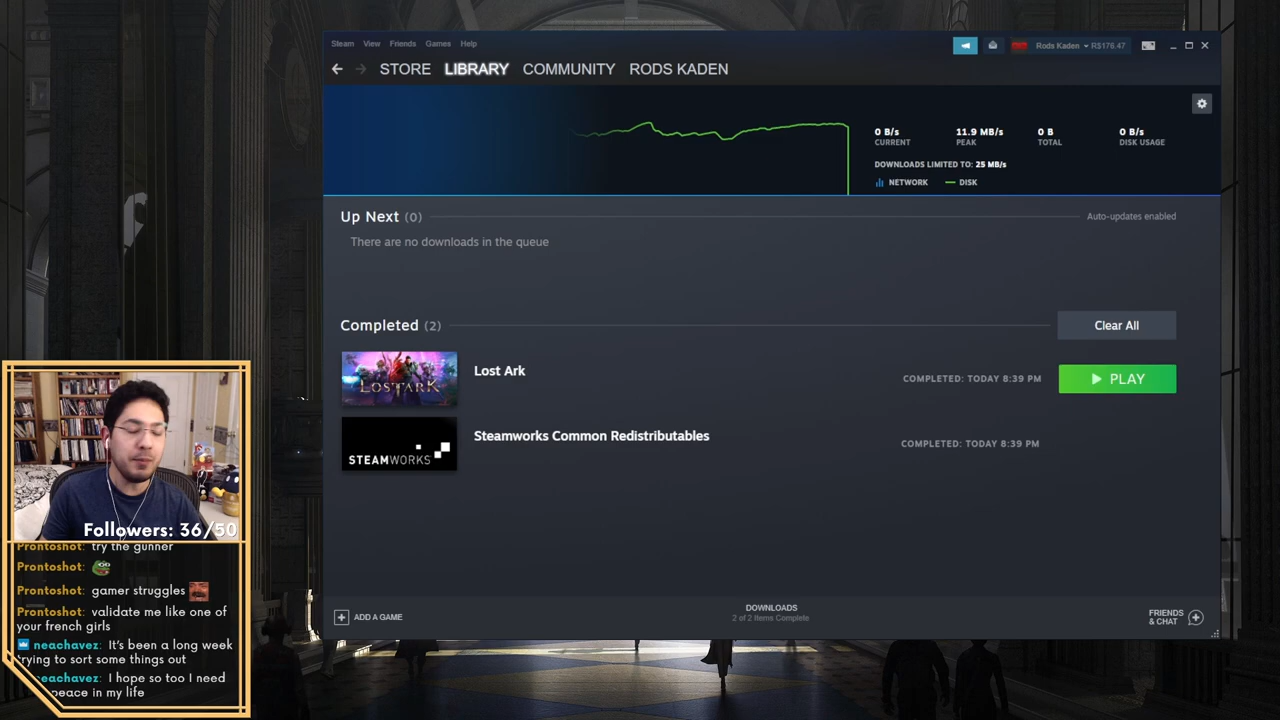 Steam View Friends Games Help
Rods Kaden R$176.47
STORE LIBRARY COMMUNITY RODS KADEN
0 B/s 11.9 MB/s 0 B 0 B/s
CURRENT PEAK TOTAL DISK USAGE
DOWNLOADS LIMITED TO: 25 MB/s
NETWORK DISK
Up Next (0) Auto-updates enabled
There are no downloads in the queue
Completed (2) Clear All
LOST ARK
Lost Ark
COMPLETED: TODAY 8:39 PM PLAY
STEAMWORKS
Steamworks Common Redistributables
COMPLETED: TODAY 8:39 PM
ADD A GAME
DOWNLOADS
2 of 2 Items Complete
FRIENDS
& CHAT
Followers: 36/50
Prontoshot: try the gunner
Prontoshot:
Prontoshot: gamer struggles
Prontoshot: validate me like one of
your french girls
neachavez: It's been a long week
trying to sort some things out
eachavez: I hope so too I need
peace in my life